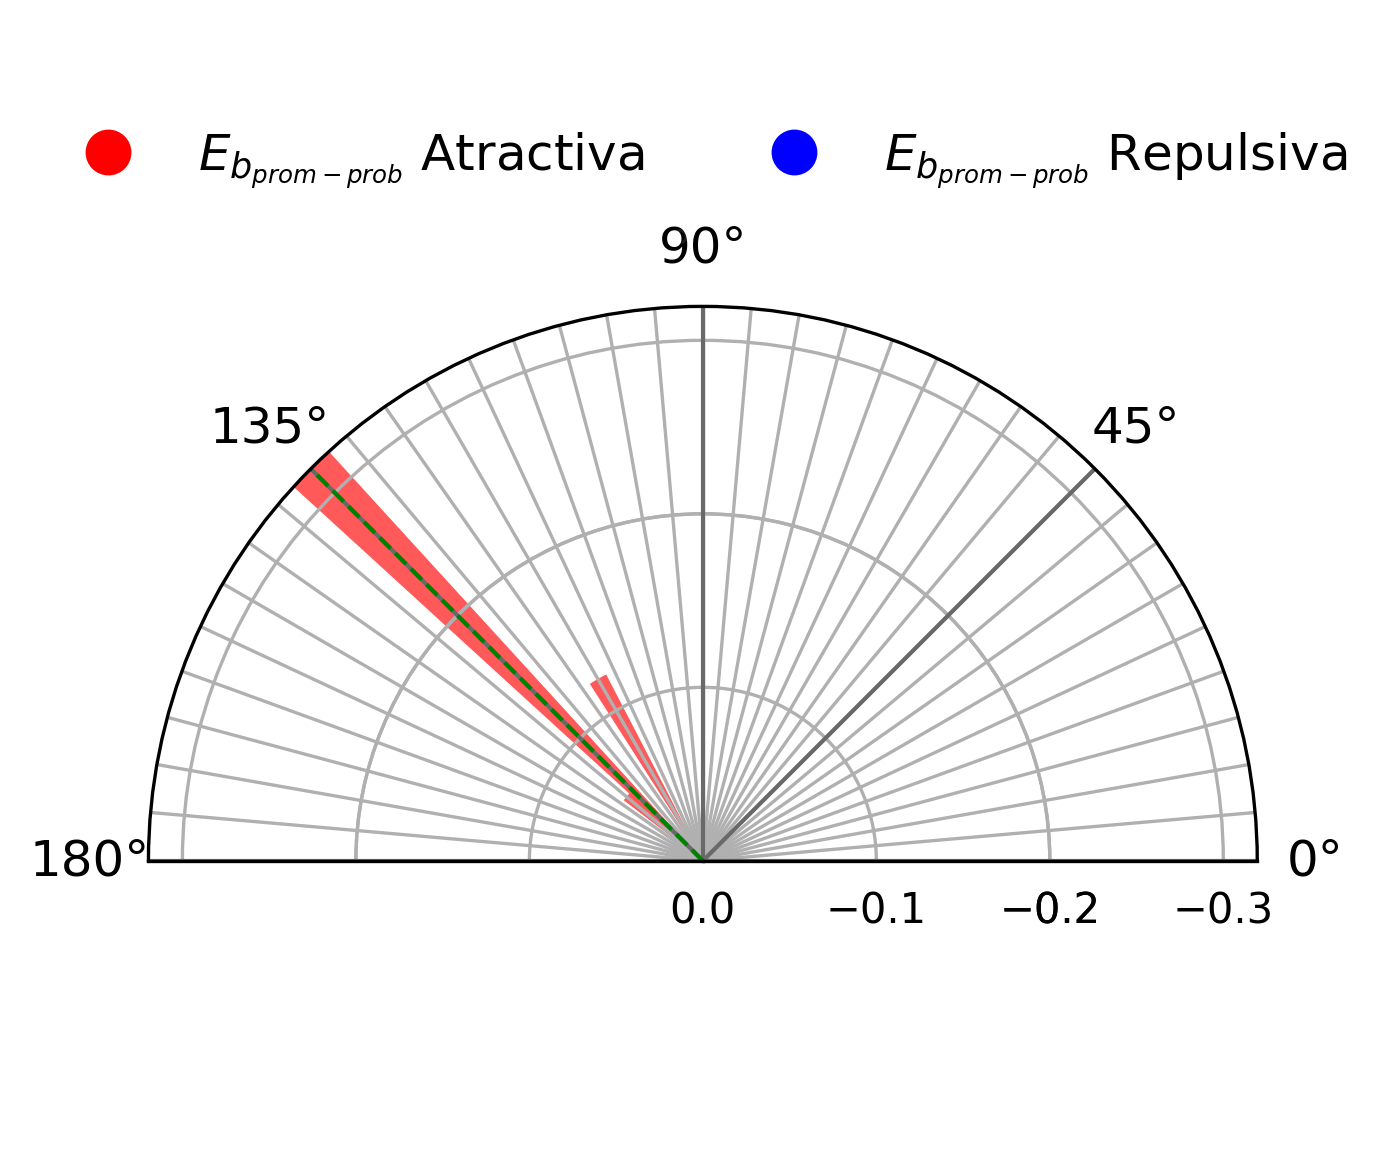 E_{b_{prom-prob}} Atractiva E_{b_{prom-prob}} Repulsiva
90°
135° 45°
180° 0°
0.0 −0.1 −0.2 −0.3